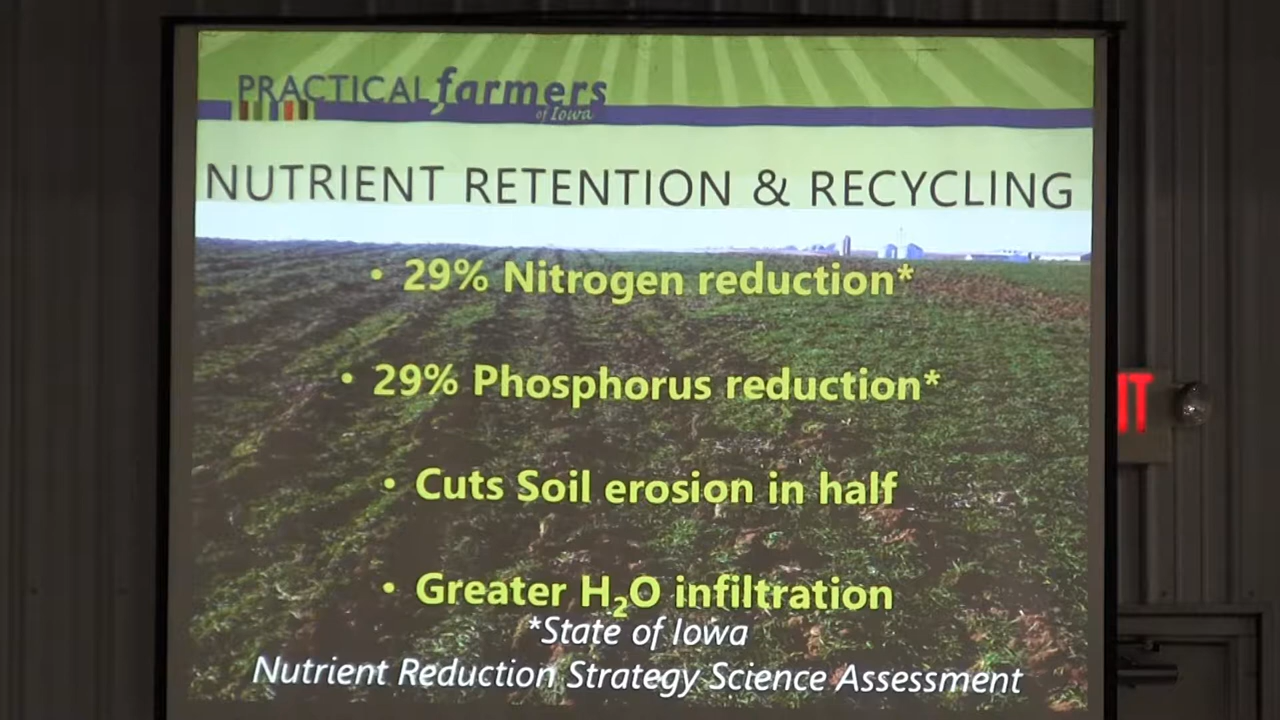 PRACTICAL farmers
of Iowa
NUTRIENT RETENTION & RECYCLING
• 29% Nitrogen reduction*
• 29% Phosphorus reduction*
IT
• Cuts Soil erosion in half
• Greater H₂O infiltration
*State of Iowa
Nutrient Reduction Strategy Science Assessment